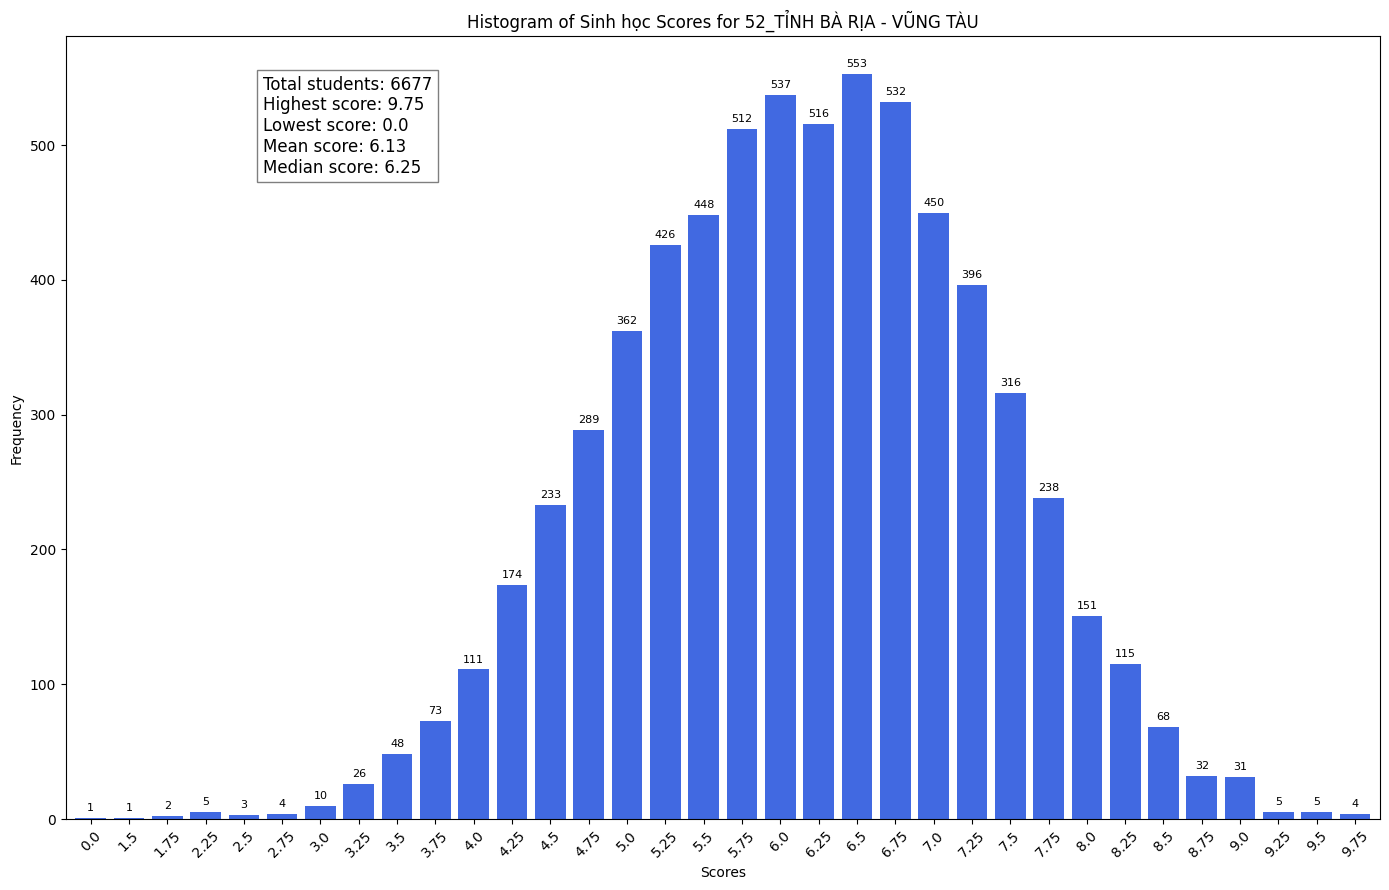 Histogram of Sinh học Scores for 52_TỈNH BÀ RỊA - VŨNG TÀU
Total students: 6677
Highest score: 9.75
Lowest score: 0.0
Mean score: 6.13
Median score: 6.25
Frequency
500
400
300
200
100
0
1 1 2 5 3 4 10 26 48 73 111 174 233 289 362 426 448 512 537 516 553 532 450 396 316 238 151 115 68 32 31 5 5 4
0.0 1.5 1.75 2.25 2.5 2.75 3.0 3.25 3.5 3.75 4.0 4.25 4.5 4.75 5.0 5.25 5.5 5.75 6.0 6.25 6.5 6.75 7.0 7.25 7.5 7.75 8.0 8.25 8.5 8.75 9.0 9.25 9.5 9.75
Scores